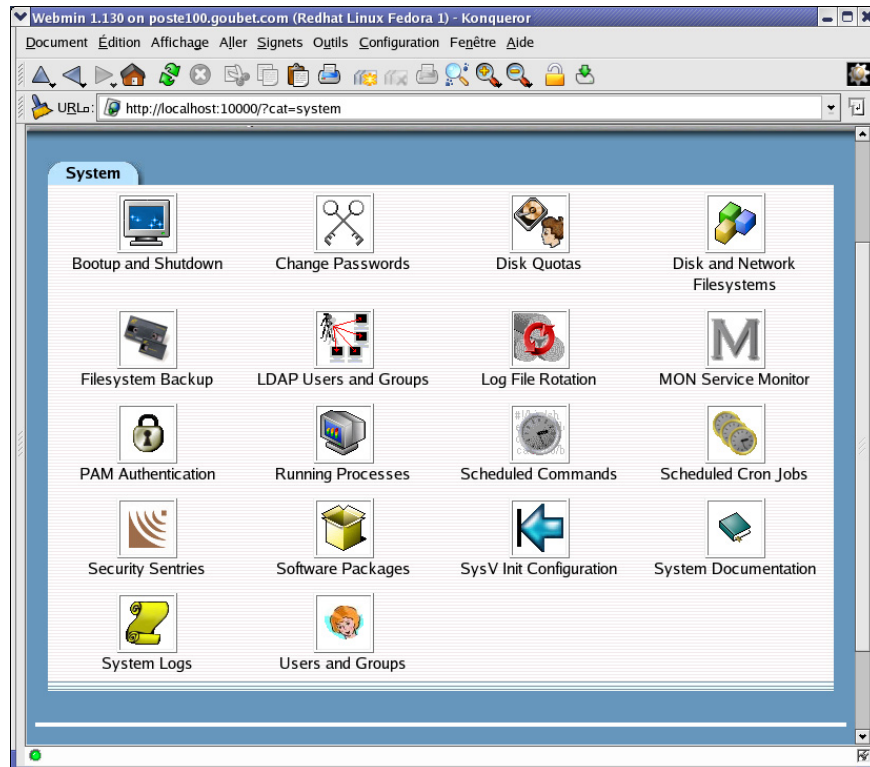 Webmin 1.130 on poste100.goubet.com (Redhat Linux Fedora 1) - Konqueror
Document Édition Affichage Aller Signets Outils Configuration Fenêtre Aide
URL¤: http://localhost:10000/?cat=system
System
Bootup and Shutdown Change Passwords Disk Quotas Disk and Network
Filesystems
Filesystem Backup LDAP Users and Groups Log File Rotation MON Service Monitor
PAM Authentication Running Processes Scheduled Commands Scheduled Cron Jobs
Security Sentries Software Packages SysV Init Configuration System Documentation
System Logs Users and Groups